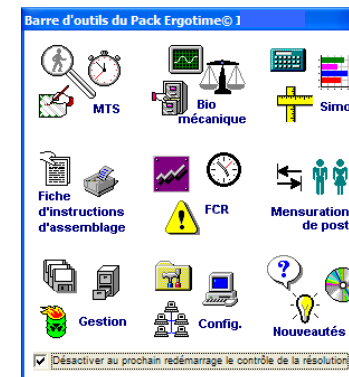 Barre d'outils du Pack Ergotime©
MTS
Bio
mécanique
Simo
Fiche
d'instructions
d'assemblage
FCR
Mensuration
de post
Gestion
Config.
?
Nouveautés
Désactiver au prochain redémarrage le contrôle de la résolution